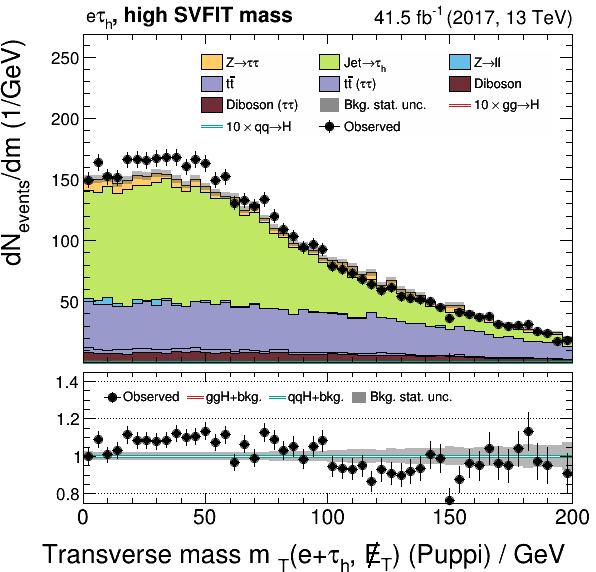 eτh, high SVFIT mass 41.5 fb⁻¹ (2017, 13 TeV)
dNevents/dm (1/GeV)
250
200
150
100
50
Z→ττ Jet→τh Z→ll
tt̄ tt̄ (ττ) Diboson
Diboson (ττ) Bkg. stat. unc. 10 × gg→H
10 × qq→H Observed
1.4
1.2
1
0.8
Observed ggH+bkg. qqH+bkg. Bkg. stat. unc.
0 50 100 150 200
Transverse mass m T(e+τh, E̸T) (Puppi) / GeV